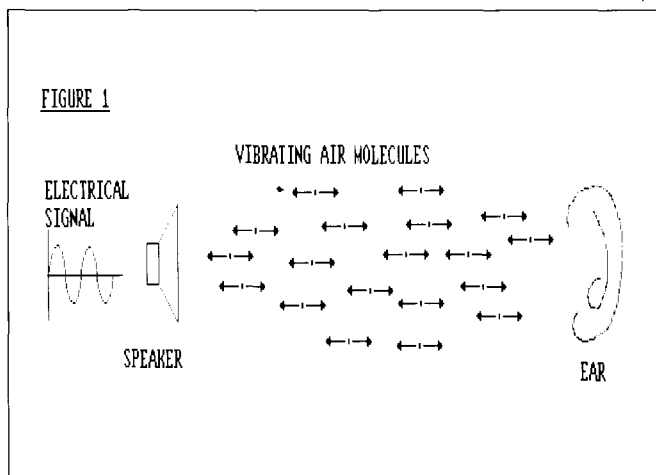 FIGURE 1
VIBRATING AIR MOLECULES
ELECTRICAL
SIGNAL
SPEAKER
EAR